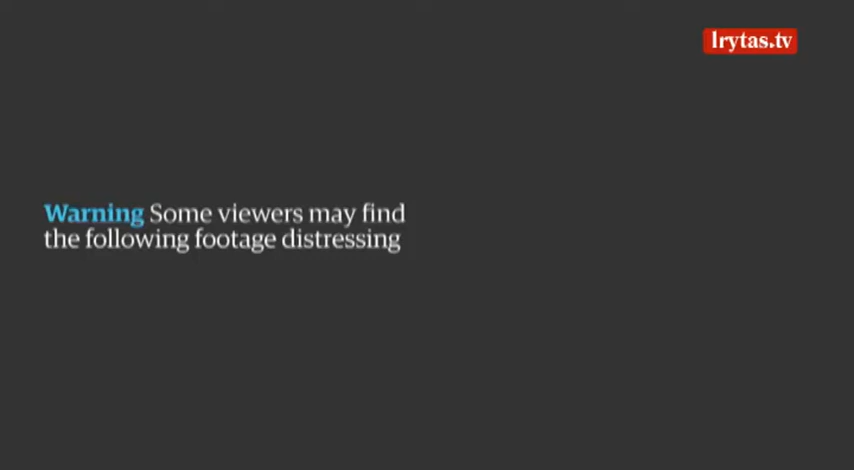 lrytas.tv
Warning Some viewers may find
the following footage distressing